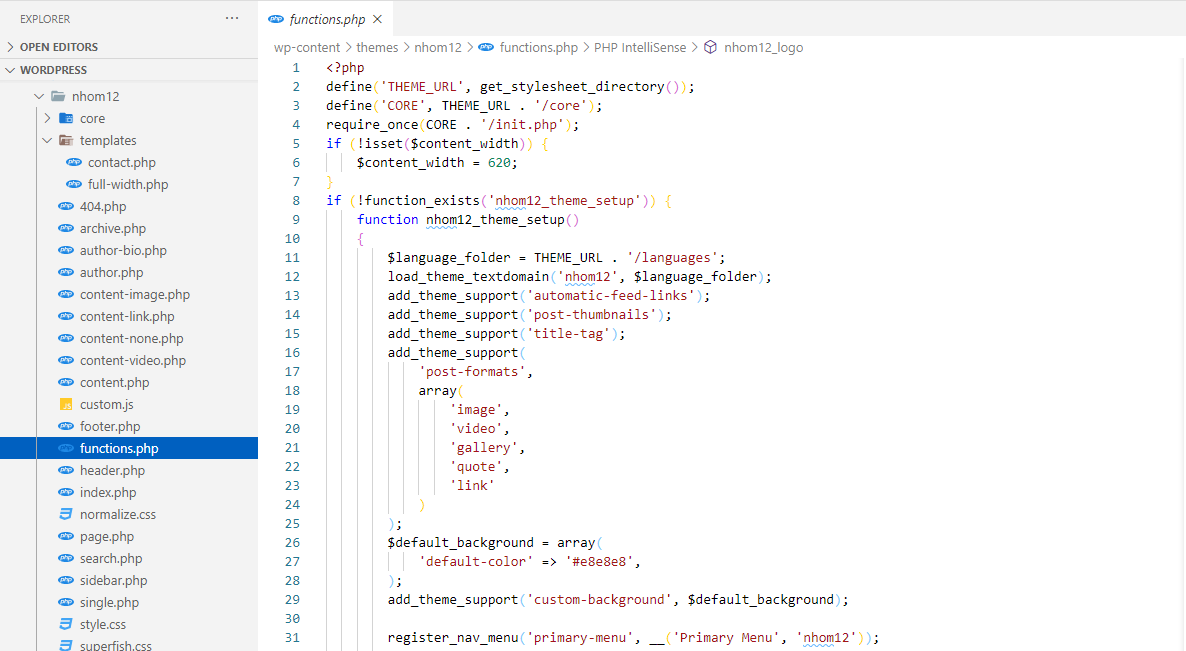 EXPLORER
OPEN EDITORS
WORDPRESS
nhom12
core
templates
contact.php
full-width.php
404.php
archive.php
author-bio.php
author.php
content-image.php
content-link.php
content-none.php
content-video.php
content.php
custom.js
footer.php
functions.php
header.php
index.php
normalize.css
page.php
search.php
sidebar.php
single.php
style.css
superfish.css
functions.php
wp-content > themes > nhom12 > functions.php > PHP IntelliSense > nhom12_logo
1 <?php
2 define('THEME_URL', get_stylesheet_directory());
3 define('CORE', THEME_URL . '/core');
4 require_once(CORE . '/init.php');
5 if (!isset($content_width)) {
6 $content_width = 620;
7 }
8 if (!function_exists('nhom12_theme_setup')) {
9 function nhom12_theme_setup()
10 {
11 $language_folder = THEME_URL . '/languages';
12 load_theme_textdomain('nhom12', $language_folder);
13 add_theme_support('automatic-feed-links');
14 add_theme_support('post-thumbnails');
15 add_theme_support('title-tag');
16 add_theme_support(
17 'post-formats',
18 array(
19 'image',
20 'video',
21 'gallery',
22 'quote',
23 'link'
24 )
25 );
26 $default_background = array(
27 'default-color' => '#e8e8e8',
28 );
29 add_theme_support('custom-background', $default_background);
30
31 register_nav_menu('primary-menu', __('Primary Menu', 'nhom12'));